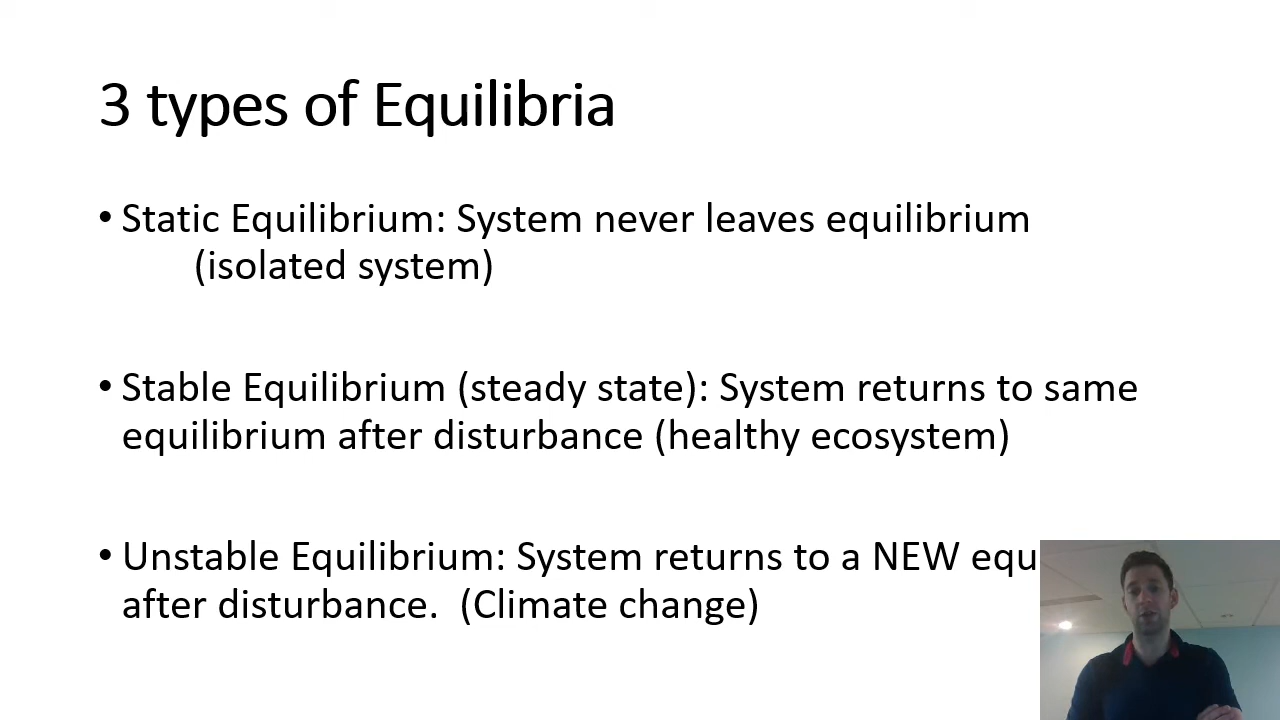 3 types of Equilibria
• Static Equilibrium: System never leaves equilibrium
(isolated system)
• Stable Equilibrium (steady state): System returns to same
equilibrium after disturbance (healthy ecosystem)
• Unstable Equilibrium: System returns to a NEW equ
after disturbance. (Climate change)